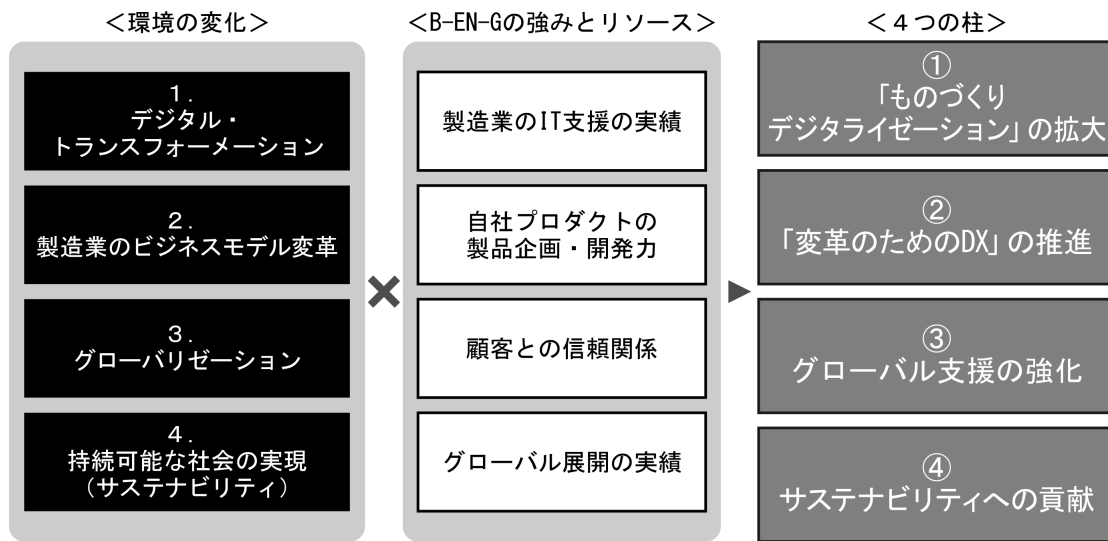 ＜環境の変化＞
１．
デジタル・
トランスフォーメーション
２．
製造業のビジネスモデル変革
３．
グローバリゼーション
４．
持続可能な社会の実現
（サステナビリティ）
×
＜B-EN-Gの強みとリソース＞
製造業のIT支援の実績
自社プロダクトの
製品企画・開発力
顧客との信頼関係
グローバル展開の実績
＜４つの柱＞
①
「ものづくり
デジタライゼーション」の拡大
②
「変革のためのDX」の推進
③
グローバル支援の強化
④
サステナビリティへの貢献